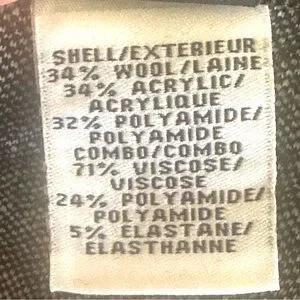 SHELL/EXTERIEUR
34% WOOL/LAINE
34% ACRYLIC/
ACRYLIQUE
32% POLYAMIDE/
POLYAMIDE
COMBO/COMBO
71% VISCOSE/
VISCOSE
24% POLYAMIDE/
POLYAMIDE
5% ELASTANE/
ELASTHANNE